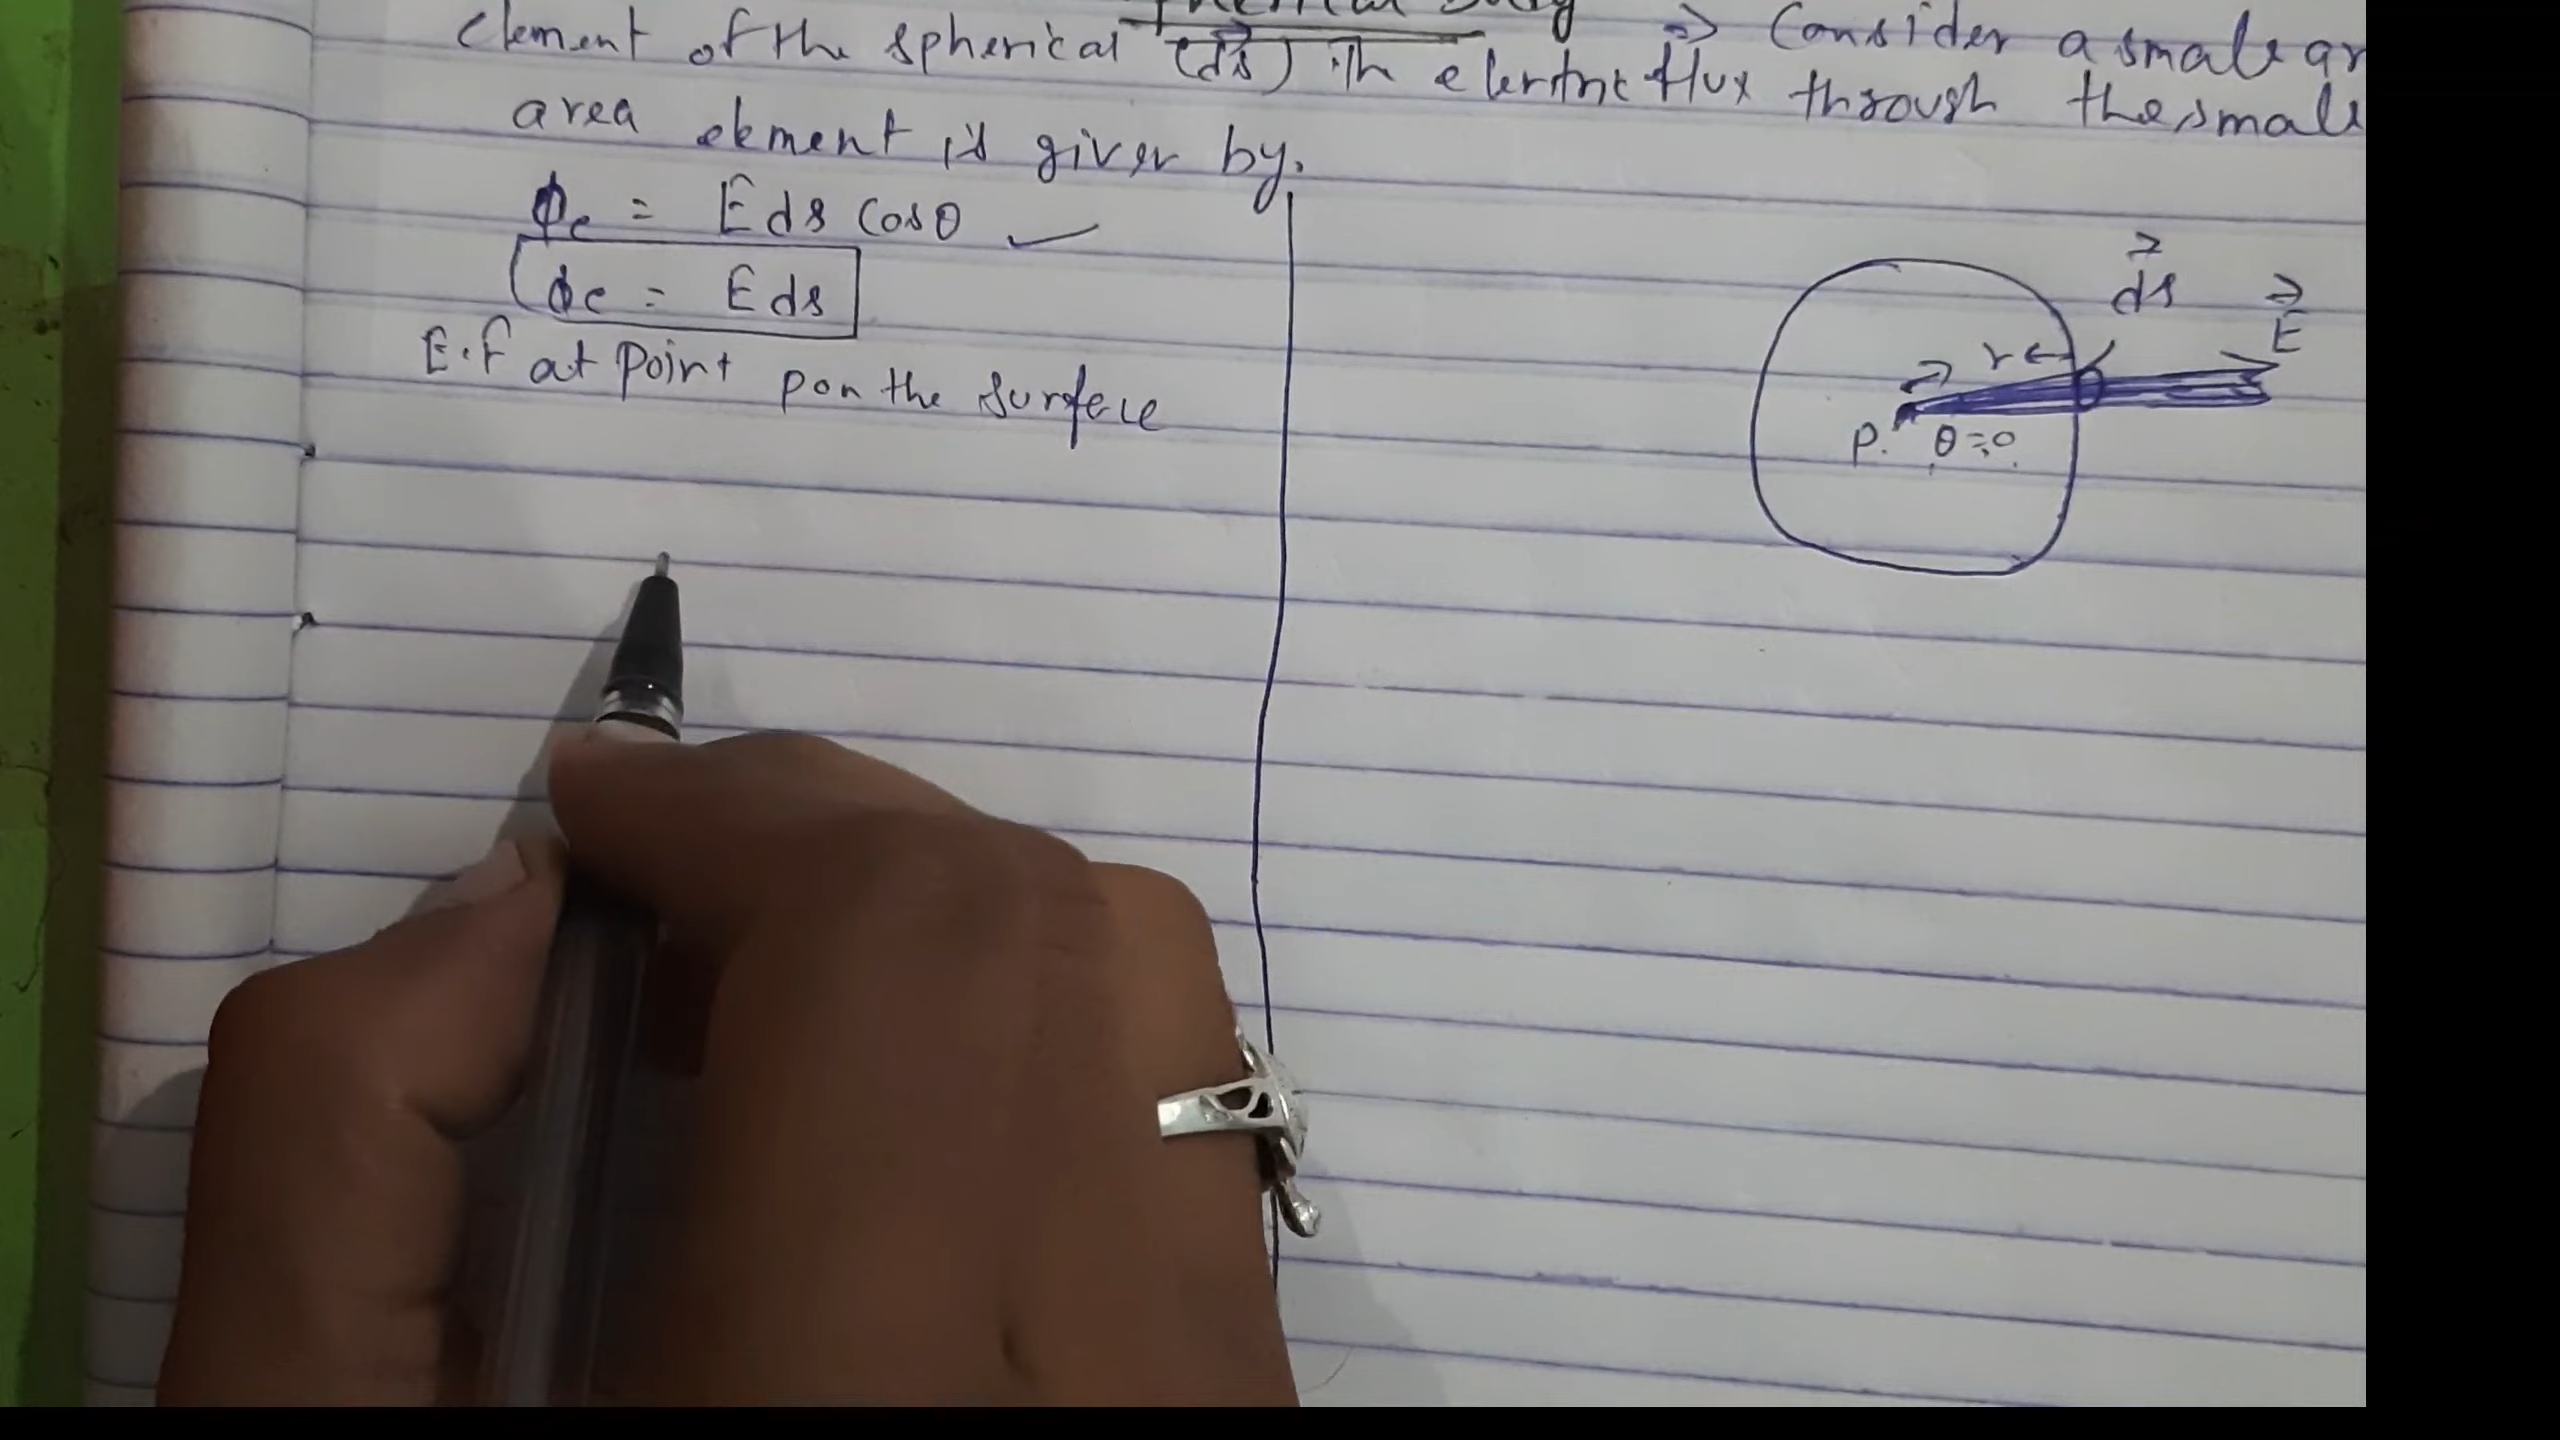 ⇒ Consider a small ar
element of the spherical (ds) Th electric flux through the small
area element is given by.
ϕe = E ds Cosθ
ϕe = E ds
E.F at Point p on the surface
ds
E
r
P. θ=0